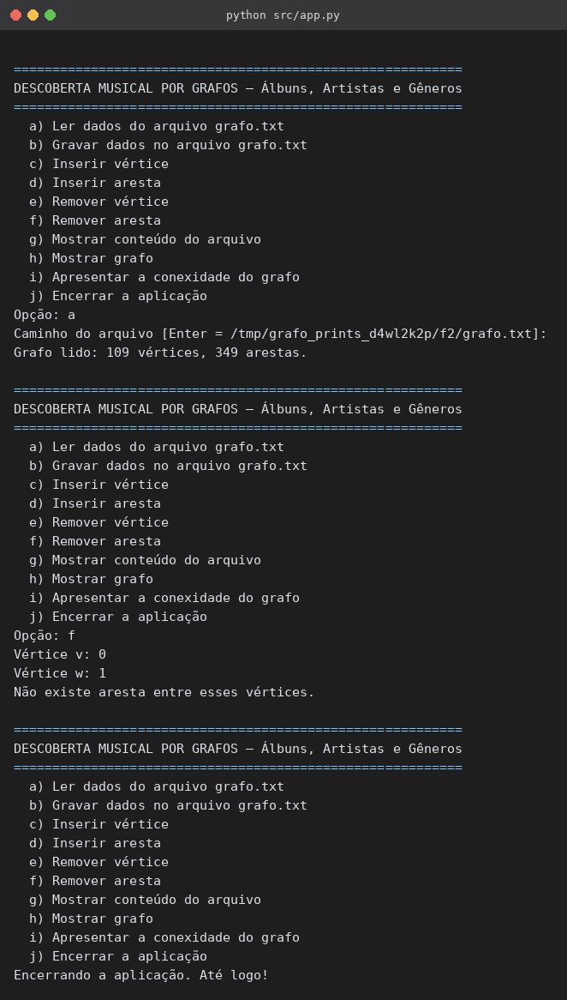 python src/app.py
==========================================================
DESCOBERTA MUSICAL POR GRAFOS — Álbuns, Artistas e Gêneros
==========================================================
  a) Ler dados do arquivo grafo.txt
  b) Gravar dados no arquivo grafo.txt
  c) Inserir vértice
  d) Inserir aresta
  e) Remover vértice
  f) Remover aresta
  g) Mostrar conteúdo do arquivo
  h) Mostrar grafo
  i) Apresentar a conexidade do grafo
  j) Encerrar a aplicação
Opção: a
Caminho do arquivo [Enter = /tmp/grafo_prints_d4wl2k2p/f2/grafo.txt]:
Grafo lido: 109 vértices, 349 arestas.
==========================================================
DESCOBERTA MUSICAL POR GRAFOS — Álbuns, Artistas e Gêneros
==========================================================
  a) Ler dados do arquivo grafo.txt
  b) Gravar dados no arquivo grafo.txt
  c) Inserir vértice
  d) Inserir aresta
  e) Remover vértice
  f) Remover aresta
  g) Mostrar conteúdo do arquivo
  h) Mostrar grafo
  i) Apresentar a conexidade do grafo
  j) Encerrar a aplicação
Opção: f
Vértice v: 0
Vértice w: 1
Não existe aresta entre esses vértices.
==========================================================
DESCOBERTA MUSICAL POR GRAFOS — Álbuns, Artistas e Gêneros
==========================================================
  a) Ler dados do arquivo grafo.txt
  b) Gravar dados no arquivo grafo.txt
  c) Inserir vértice
  d) Inserir aresta
  e) Remover vértice
  f) Remover aresta
  g) Mostrar conteúdo do arquivo
  h) Mostrar grafo
  i) Apresentar a conexidade do grafo
  j) Encerrar a aplicação
Encerrando a aplicação. Até logo!